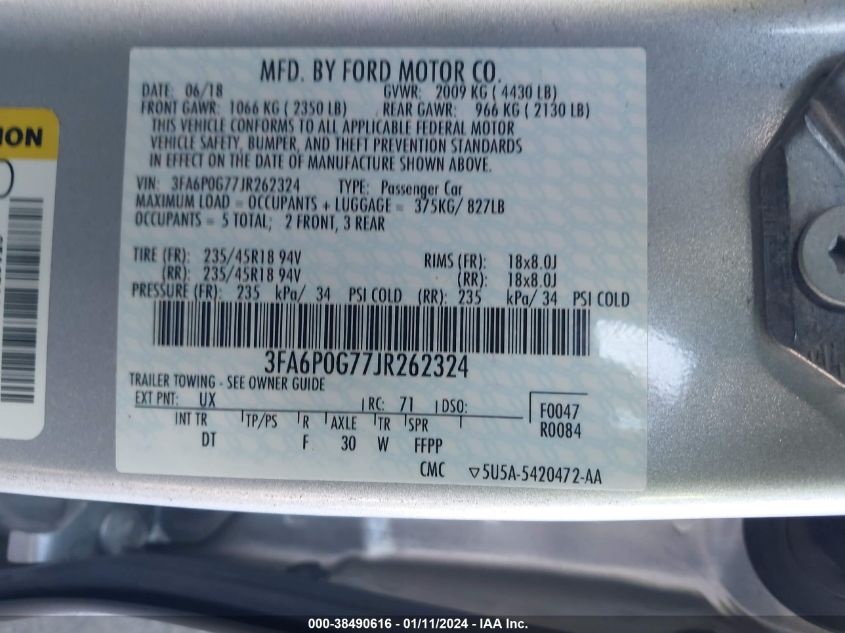 MFD. BY FORD MOTOR CO.
DATE: 06/18 GVWR: 2009 KG ( 4430 LB)
FRONT GAWR: 1066 KG ( 2350 LB) REAR GAWR: 966 KG ( 2130 LB)
THIS VEHICLE CONFORMS TO ALL APPLICABLE FEDERAL MOTOR
VEHICLE SAFETY, BUMPER, AND THEFT PREVENTION STANDARDS
IN EFFECT ON THE DATE OF MANUFACTURE SHOWN ABOVE.
VIN: 3FA6P0G77JR262324 TYPE: Passenger Car
MAXIMUM LOAD = OCCUPANTS + LUGGAGE = 375KG/ 827LB
OCCUPANTS = 5 TOTAL; 2 FRONT, 3 REAR
TIRE (FR): 235/45R18 94V RIMS (FR): 18x8.0J
(RR): 235/45R18 94V (RR): 18x8.0J
PRESSURE (FR): 235 kPa/ 34 PSI COLD (RR): 235 kPa/ 34 PSI COLD
3FA6P0G77JR262324
TRAILER TOWING - SEE OWNER GUIDE
EXT PNT: UX RC: 71 DSO: F0047
INT TR TP/PS R AXLE TR SPR R0084
DT F 30 W FFPP
CMC ▽5U5A-5420472-AA
ION
000-38490616 - 01/11/2024 - IAA Inc.